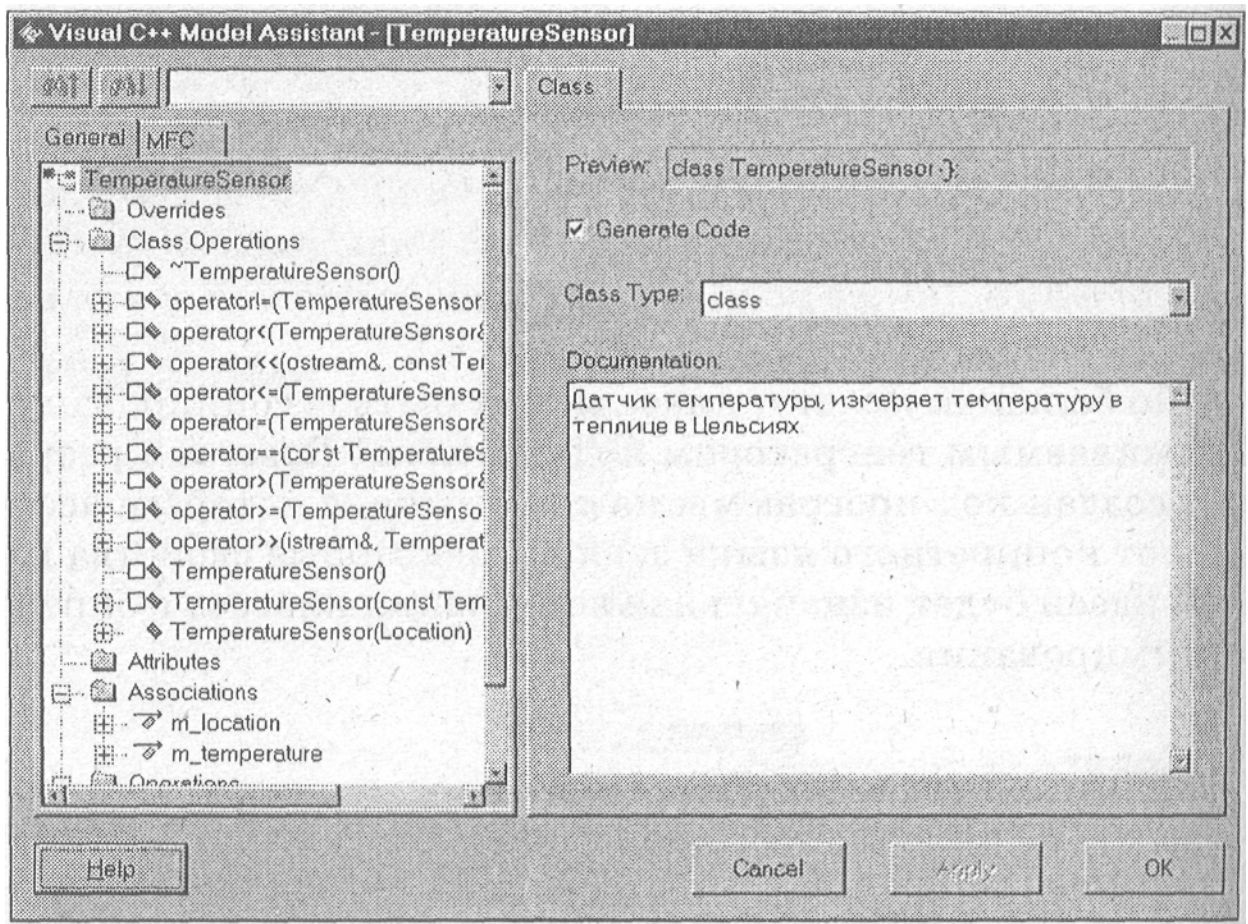 Visual C++ Model Assistant - [TemperatureSensor]
Class
General
MFC
TemperatureSensor
Overrides
Class Operations
~TemperatureSensor()
operator!=(TemperatureSensor
operator<(TemperatureSensor&
operator<<(ostream&, const Ter
operator<=(TemperatureSenso
operator=(TemperatureSensor&
operator==(const TemperatureS
operator>(TemperatureSensor&
operator>=(TemperatureSenso
operator>>(istream&, Temperat
TemperatureSensor()
TemperatureSensor(const Tem
TemperatureSensor(Location)
Attributes
Associations
m_location
m_temperature
Operations
Preview:
class TemperatureSensor };
Generate Code
Class Type:
class
Documentation:
Датчик температуры, измеряет температуру в
теплице в Цельсиях.
Help
Cancel
Apply
OK